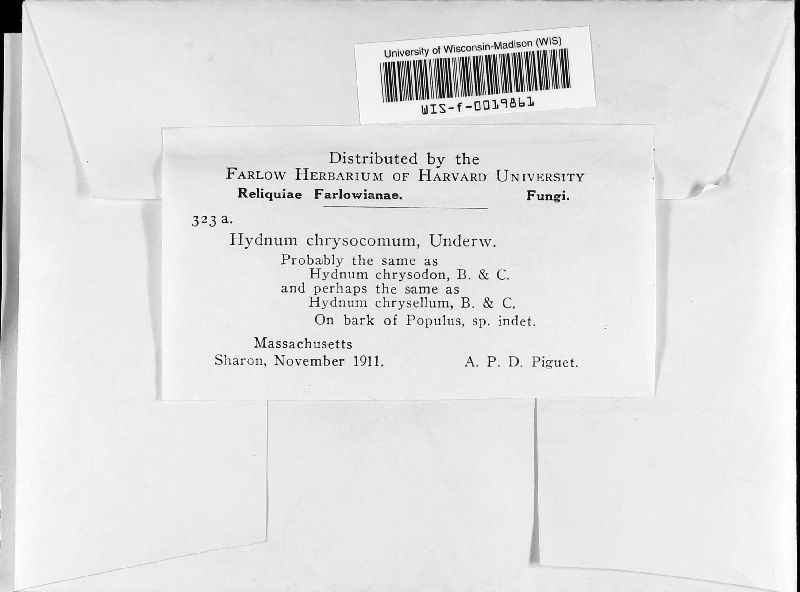 University of Wisconsin-Madison (WIS)
WIS-f-0019861
Distributed by the
FARLOW HERBARIUM OF HARVARD UNIVERSITY
Reliquiae Farlowianae. Fungi.
323 a.
Hydnum chrysocomum, Underw.
Probably the same as
Hydnum chrysodon, B. & C.
and perhaps the same as
Hydnum chrysellum, B. & C.
On bark of Populus, sp. indet.
Massachusetts
Sharon, November 1911. A. P. D. Piguet.